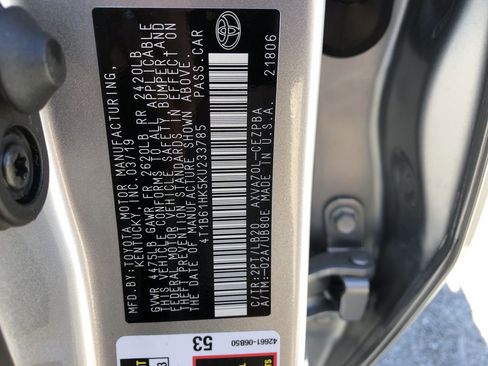 MFD.BY:TOYOTA MOTOR MANUFACTURING,
KENTUCKY, INC. 03/19
GVWR 4475LB GAWR FR 2620LB RR 2420LB
THIS VEHICLE CONFORMS TO ALL APPLICABLE
FEDERAL MOTOR VEHICLE SAFETY, BUMPER, AND
THEFT PREVENTION STANDARDS IN EFFECT ON
THE DATE OF MANUFACTURE SHOWN ABOVE.
4T1B61HK5KU233785 PASS.CAR
C/TR:2PT/LB20 AXVA70L-CEZPBA
A/TM:-02A/UB80E MADE IN U.S.A.
21806
42661-06B50
53